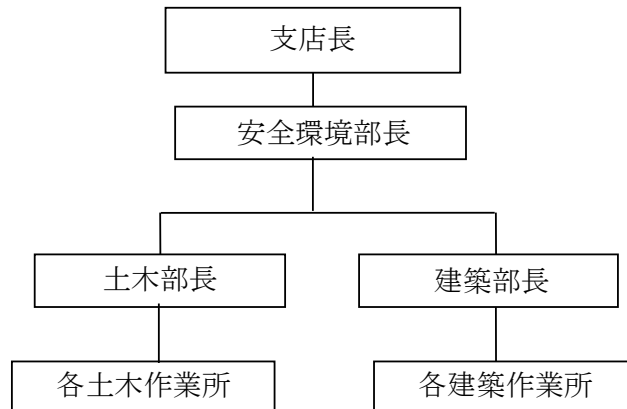 支店長
安全環境部長
土木部長
建築部長
各土木作業所
各建築作業所